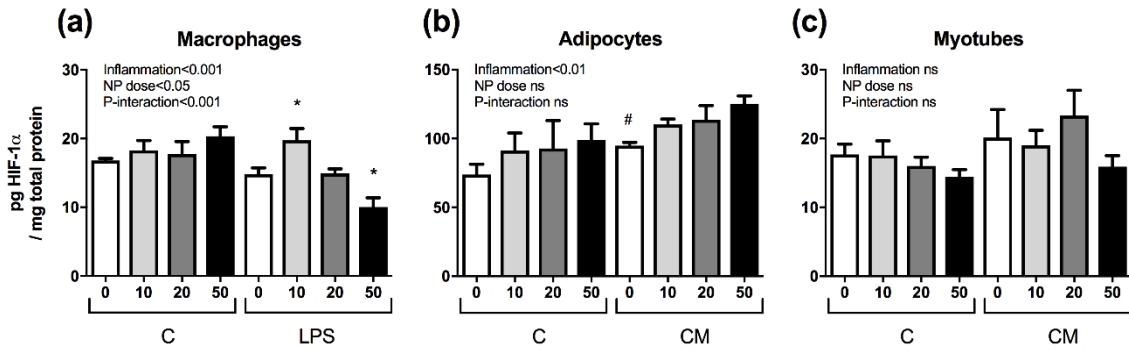 (a)
Macrophages
Inflammation<0.001
NP dose<0.05
P-interaction<0.001
pg HIF-1α
/ mg total protein
30
20
10
0
*
*
0 10 20 50 0 10 20 50
C LPS
(b)
Adipocytes
Inflammation<0.01
NP dose ns
P-interaction ns
150
100
50
0
#
0 10 20 50 0 10 20 50
C CM
(c)
Myotubes
Inflammation ns
NP dose ns
P-interaction ns
30
20
10
0
0 10 20 50 0 10 20 50
C CM